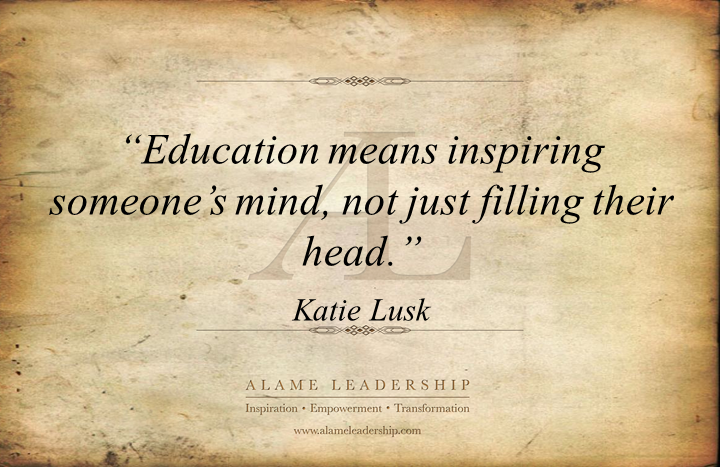 “Education means inspiring
someone’s mind, not just filling their
head.”
Katie Lusk
AL
ALAME LEADERSHIP
Inspiration • Empowerment • Transformation
www.alameleadership.com